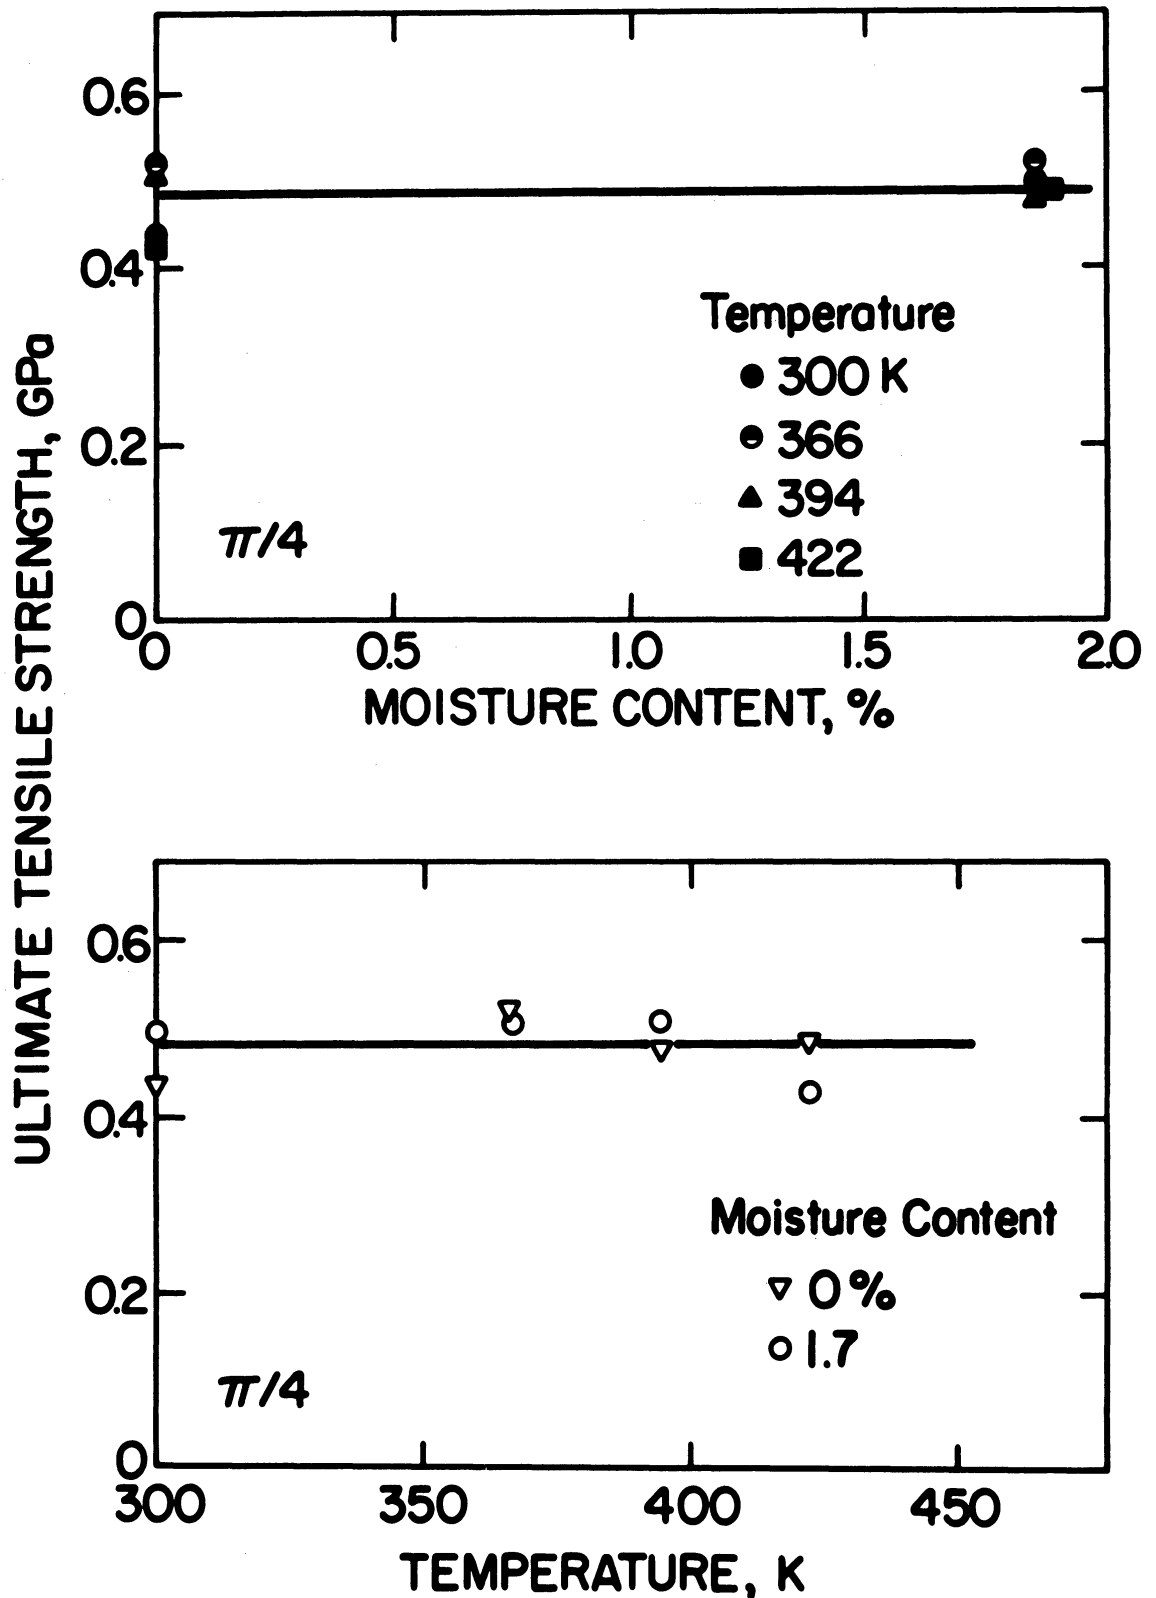 0.6
0.4
0.2
0
Temperature
300 K
366
394
422
π/4
0
0.5
1.0
1.5
2.0
MOISTURE CONTENT, %
ULTIMATE TENSILE STRENGTH, GPa
0.6
0.4
0.2
0
Moisture Content
0%
1.7
π/4
300
350
400
450
TEMPERATURE, K